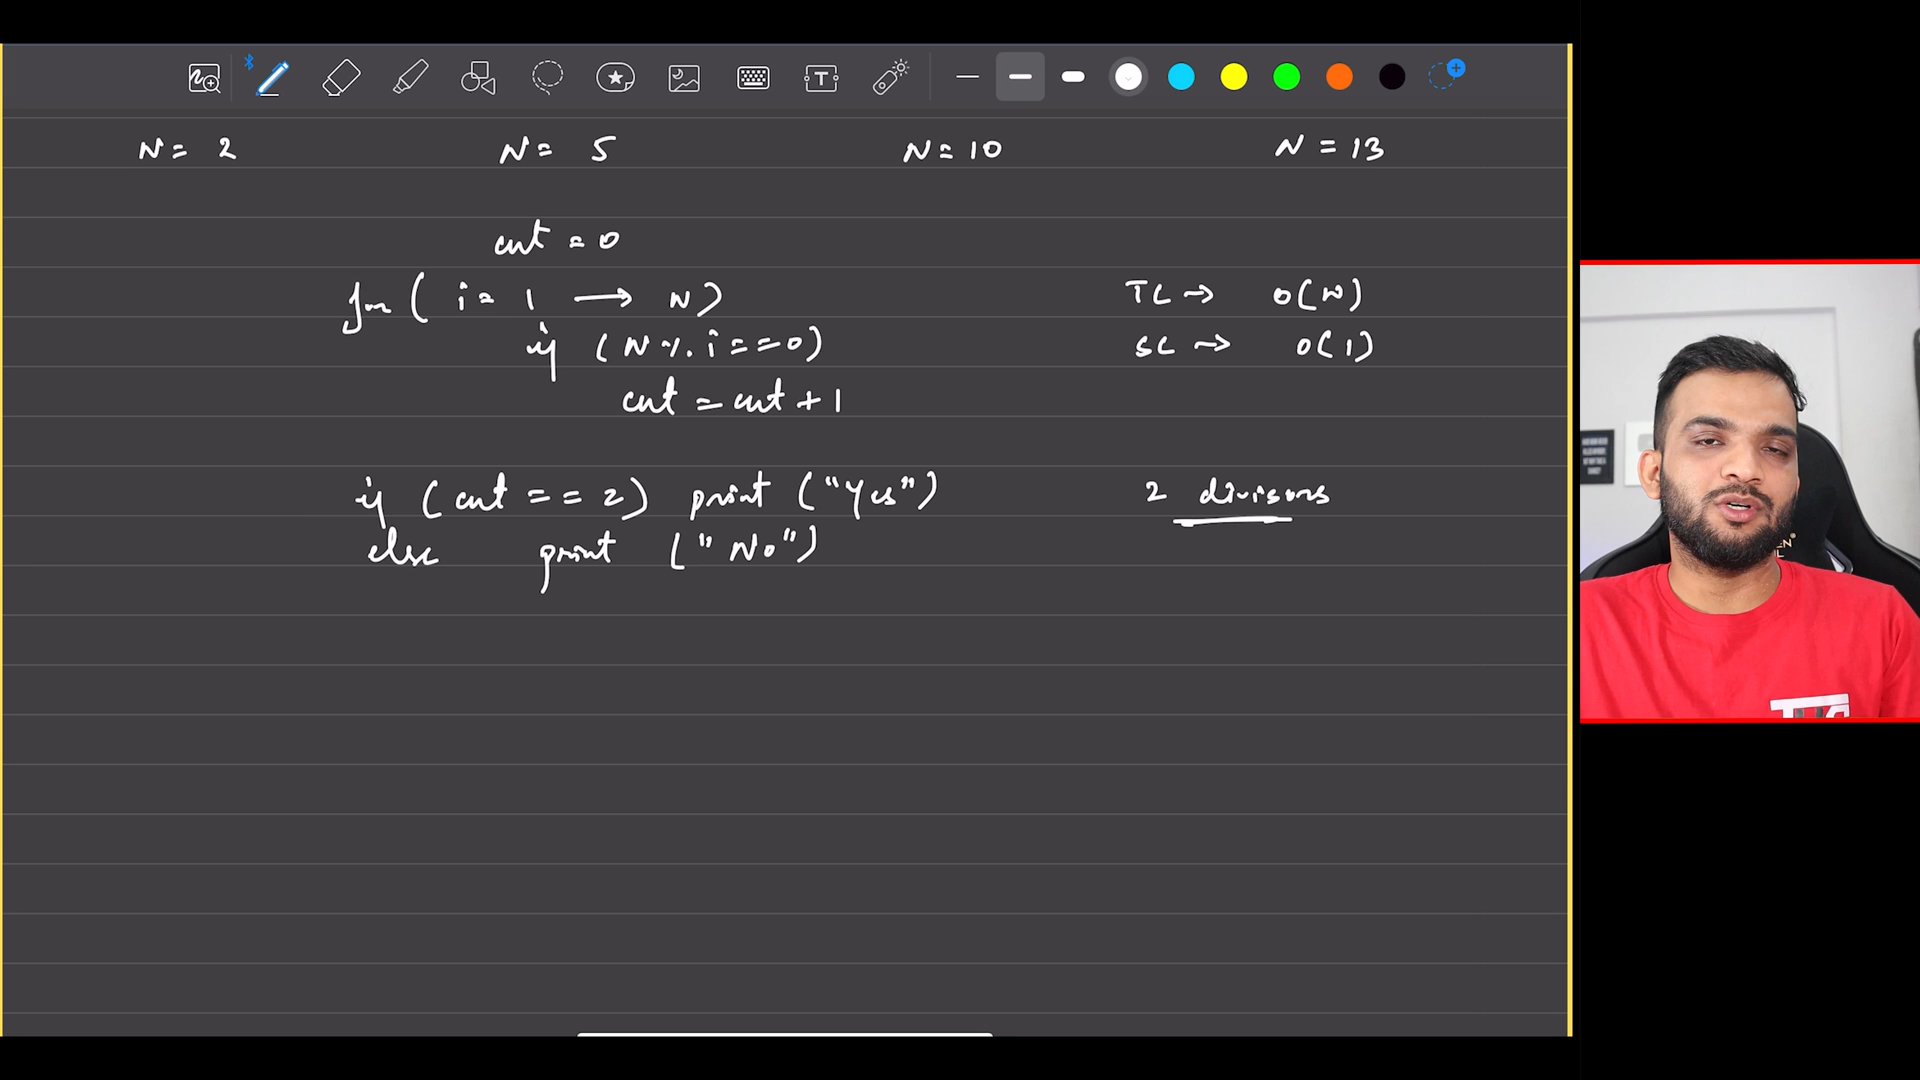 N = 2 N = 5 N = 10 N = 13
cnt = 0
for ( i = 1 → N)
if ( N % i == 0)
cnt = cnt + 1
TC → O(N)
SC → O(1)
if ( cnt == 2) print ("Yes")
else print ("No")
2 divisors